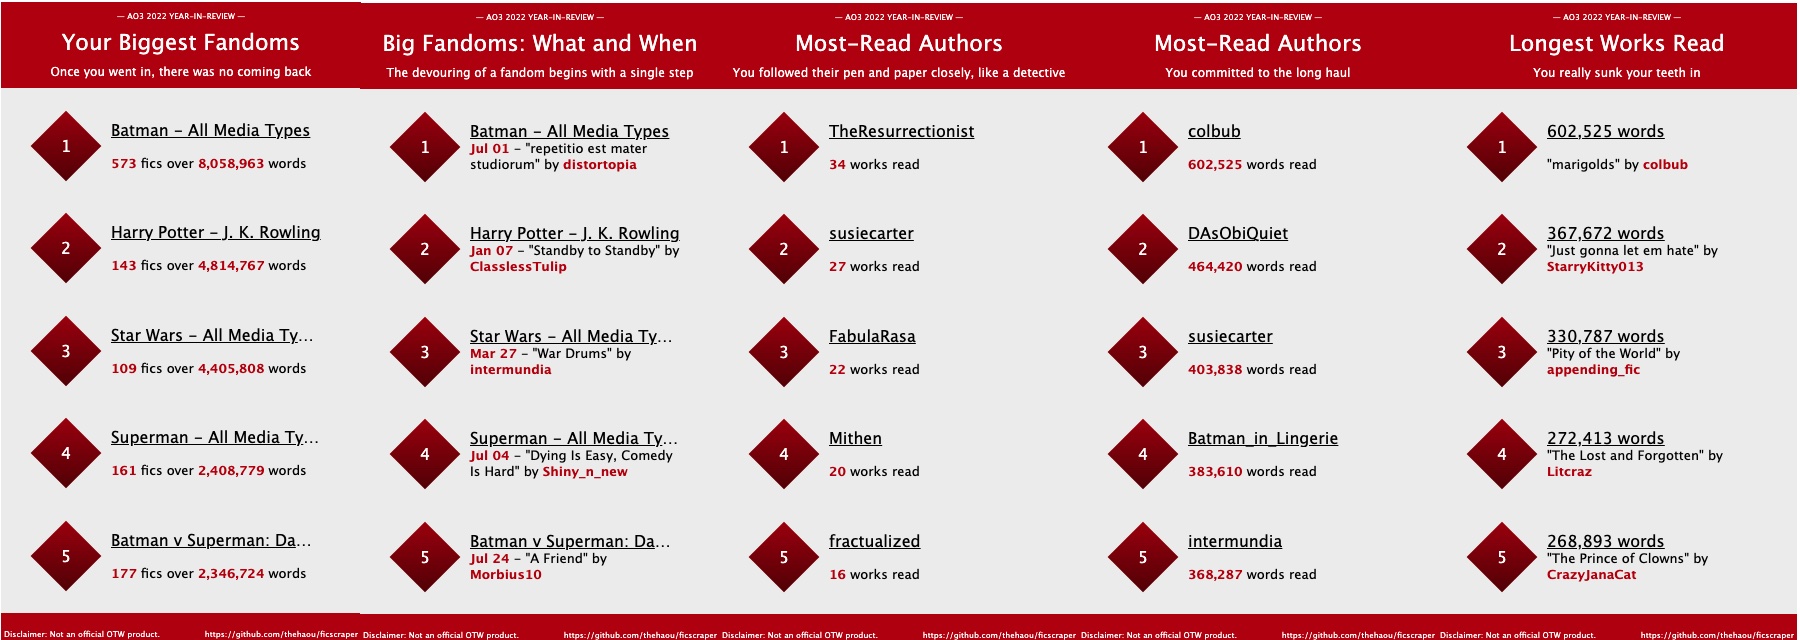 — AO3 2022 YEAR-IN-REVIEW —
Your Biggest Fandoms
Once you went in, there was no coming back
1
Batman - All Media Types
573 fics over 8,058,963 words
2
Harry Potter - J. K. Rowling
143 fics over 4,814,767 words
3
Star Wars - All Media Ty...
109 fics over 4,405,808 words
4
Superman - All Media Ty...
161 fics over 2,408,779 words
5
Batman v Superman: Da...
177 fics over 2,346,724 words
Disclaimer: Not an official OTW product.
https://github.com/thehaou/ficscraper
— AO3 2022 YEAR-IN-REVIEW —
Big Fandoms: What and When
The devouring of a fandom begins with a single step
1
Batman - All Media Types
Jul 01 - "repetitio est mater
studiorum" by distortopia
2
Harry Potter - J. K. Rowling
Jan 07 - "Standby to Standby" by
ClasslessTulip
3
Star Wars - All Media Ty...
Mar 27 - "War Drums" by
intermundia
4
Superman - All Media Ty...
Jul 04 - "Dying Is Easy, Comedy
Is Hard" by Shiny_n_new
5
Batman v Superman: Da...
Jul 24 - "A Friend" by
Morbius10
Disclaimer: Not an official OTW product.
https://github.com/thehaou/ficscraper
— AO3 2022 YEAR-IN-REVIEW —
Most-Read Authors
You followed their pen and paper closely, like a detective
1
TheResurrectionist
34 works read
2
susiecarter
27 works read
3
FabulaRasa
22 works read
4
Mithen
20 works read
5
fractualized
16 works read
Disclaimer: Not an official OTW product.
https://github.com/thehaou/ficscraper
— AO3 2022 YEAR-IN-REVIEW —
Most-Read Authors
You committed to the long haul
1
colbub
602,525 words read
2
DAsObiQuiet
464,420 words read
3
susiecarter
403,838 words read
4
Batman_in_Lingerie
383,610 words read
5
intermundia
368,287 words read
Disclaimer: Not an official OTW product.
https://github.com/thehaou/ficscraper
— AO3 2022 YEAR-IN-REVIEW —
Longest Works Read
You really sunk your teeth in
1
602,525 words
"marigolds" by colbub
2
367,672 words
"Just gonna let em hate" by
StarryKitty013
3
330,787 words
"Pity of the World" by
appending_fic
4
272,413 words
"The Lost and Forgotten" by
Litcraz
5
268,893 words
"The Prince of Clowns" by
CrazyJanaCat
Disclaimer: Not an official OTW product.
https://github.com/thehaou/ficscraper